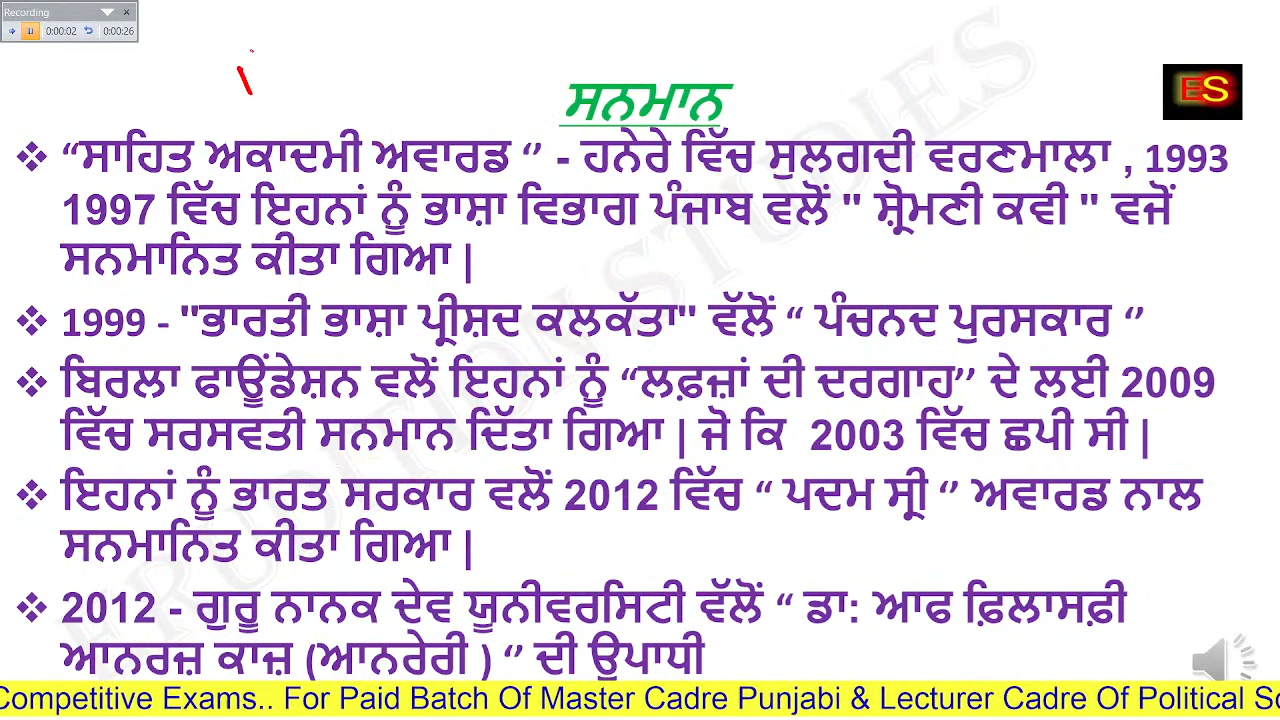 Recording
0:00:02 0:00:26
ਸਨਮਾਨ
ES
❖ “ਸਾਹਿਤ ਅਕਾਦਮੀ ਅਵਾਰਡ ” - ਹਨੇਰੇ ਵਿੱਚ ਸੁਲਗਦੀ ਵਰਣਮਾਲਾ , 1993
1997 ਵਿੱਚ ਇਹਨਾਂ ਨੂੰ ਭਾਸ਼ਾ ਵਿਭਾਗ ਪੰਜਾਬ ਵਲੋਂ " ਸ਼੍ਰੋਮਣੀ ਕਵੀ " ਵਜੋਂ
ਸਨਮਾਨਿਤ ਕੀਤਾ ਗਿਆ |
❖ 1999 - "ਭਾਰਤੀ ਭਾਸ਼ਾ ਪ੍ਰੀਸ਼ਦ ਕਲਕੱਤਾ" ਵੱਲੋਂ “ ਪੰਚਨਦ ਪੁਰਸਕਾਰ ”
❖ ਬਿਰਲਾ ਫਾਊਂਡੇਸ਼ਨ ਵਲੋਂ ਇਹਨਾਂ ਨੂੰ “ਲਫ਼ਜ਼ਾਂ ਦੀ ਦਰਗਾਹ” ਦੇ ਲਈ 2009
ਵਿੱਚ ਸਰਸਵਤੀ ਸਨਮਾਨ ਦਿੱਤਾ ਗਿਆ | ਜੋ ਕਿ 2003 ਵਿੱਚ ਛਪੀ ਸੀ |
❖ ਇਹਨਾਂ ਨੂੰ ਭਾਰਤ ਸਰਕਾਰ ਵਲੋਂ 2012 ਵਿੱਚ “ ਪਦਮ ਸ੍ਰੀ ” ਅਵਾਰਡ ਨਾਲ
ਸਨਮਾਨਿਤ ਕੀਤਾ ਗਿਆ |
❖ 2012 - ਗੁਰੂ ਨਾਨਕ ਦੇਵ ਯੂਨੀਵਰਸਿਟੀ ਵੱਲੋਂ “ ਡਾ: ਆਫ ਫ਼ਿਲਾਸਫ਼ੀ
ਆਨਰਜ਼ ਕਾਜ਼ (ਆਨਰੇਰੀ ) ” ਦੀ ਉਪਾਧੀ
ERUDITION STUDIES
Competitive Exams.. For Paid Batch Of Master Cadre Punjabi & Lecturer Cadre Of Political Sc